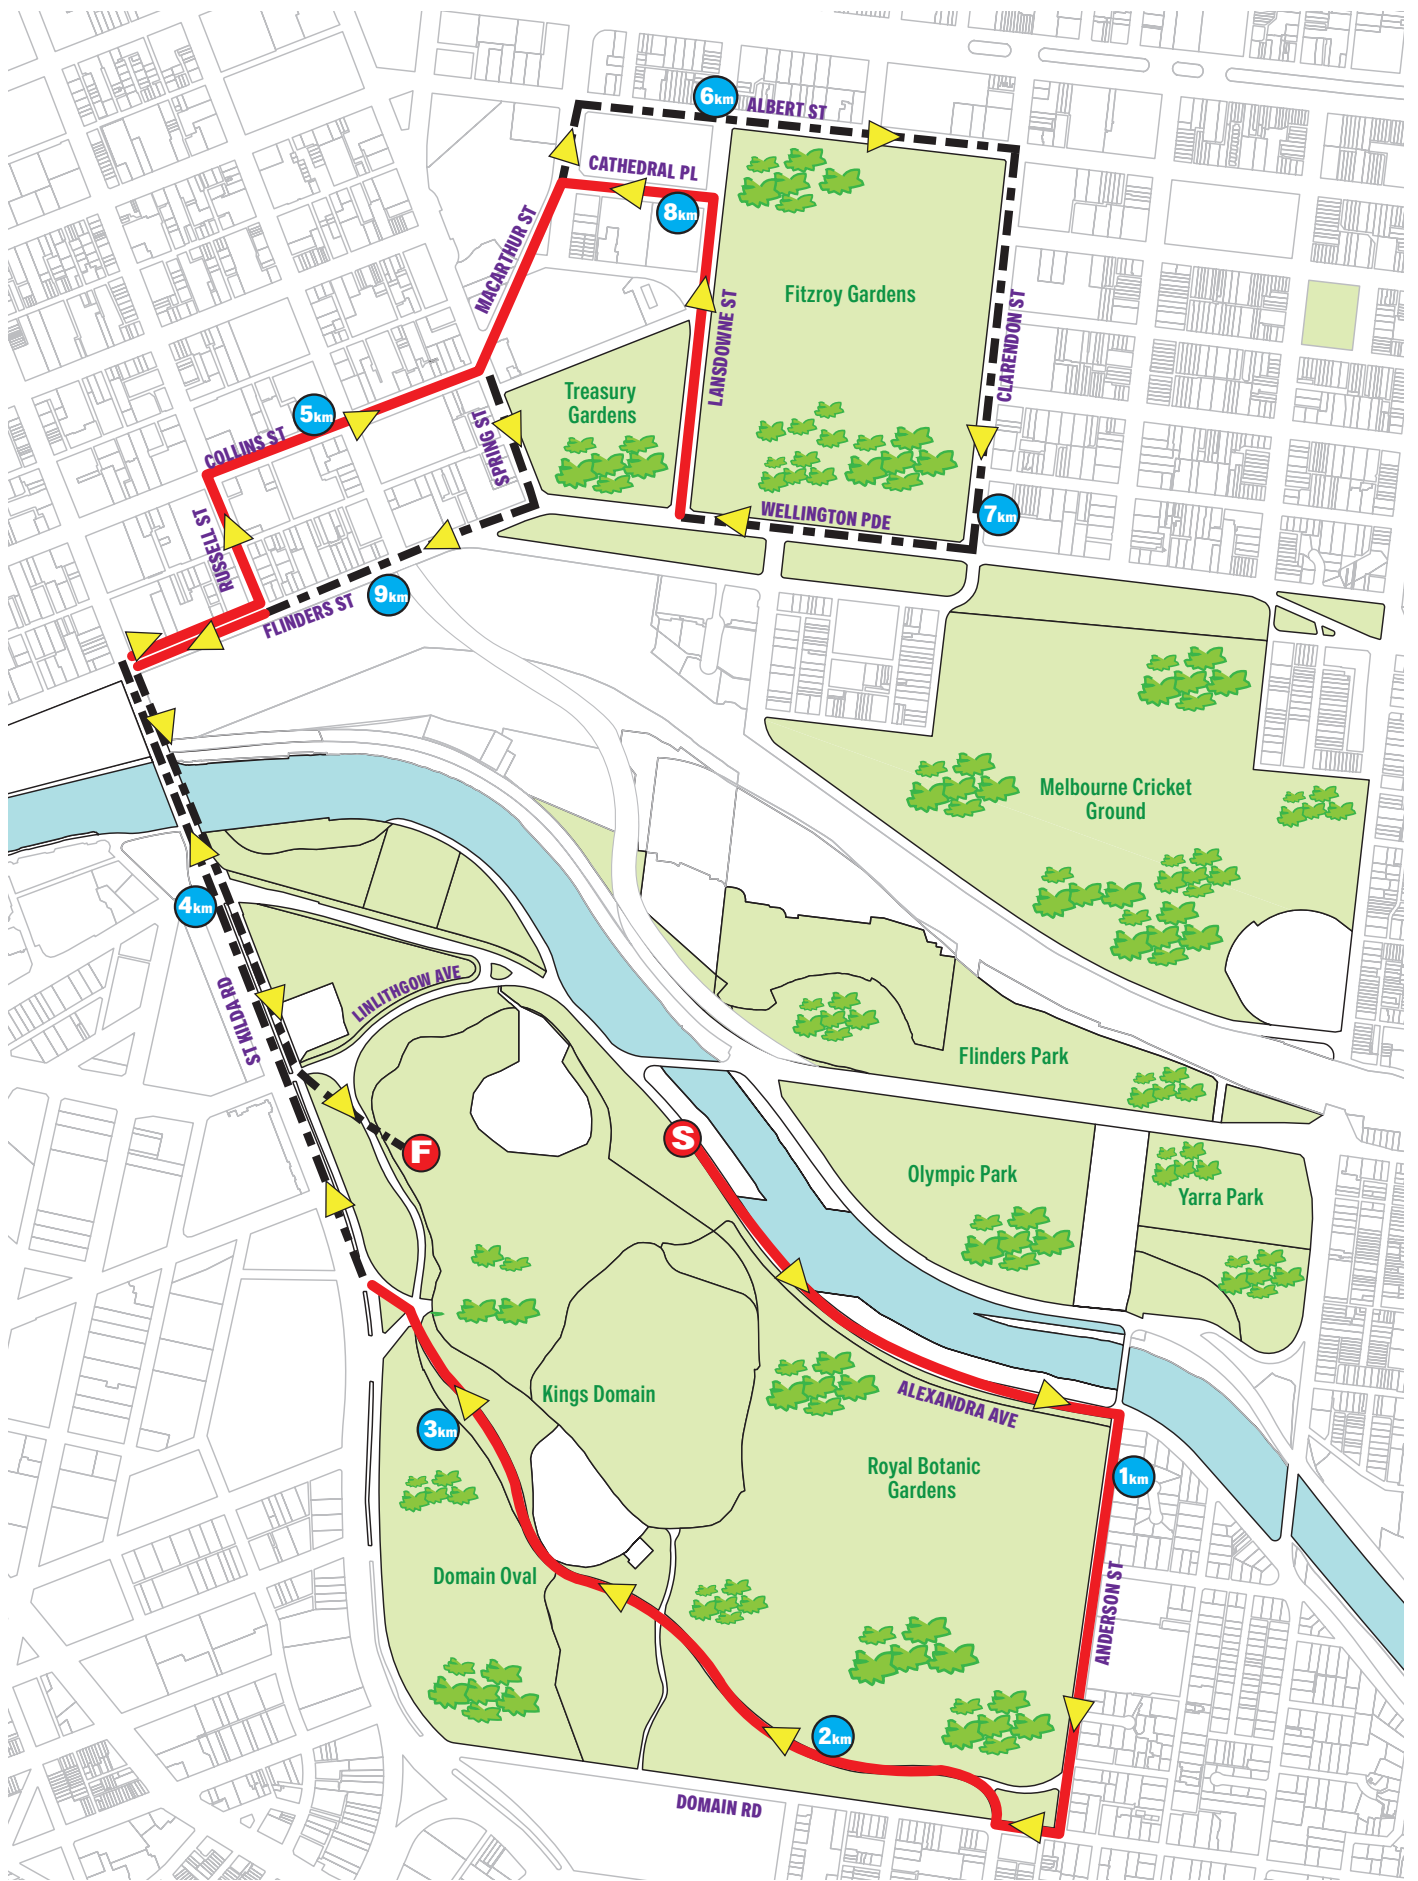 6km
ALBERT ST
CATHEDRAL PL
8km
MACARTHUR ST
Fitzroy Gardens
LANSDOWNE ST
CLARENDON ST
Treasury
Gardens
5km
COLLINS ST
SPRING ST
WELLINGTON PDE
7km
RUSSELL ST
9km
FLINDERS ST
Melbourne Cricket
Ground
4km
LINLITHGOW AVE
ST KILDA RD
Flinders Park
S
F
Olympic Park
Yarra Park
Kings Domain
ALEXANDRA AVE
3km
Royal Botanic
Gardens
1km
Domain Oval
ANDERSON ST
2km
DOMAIN RD